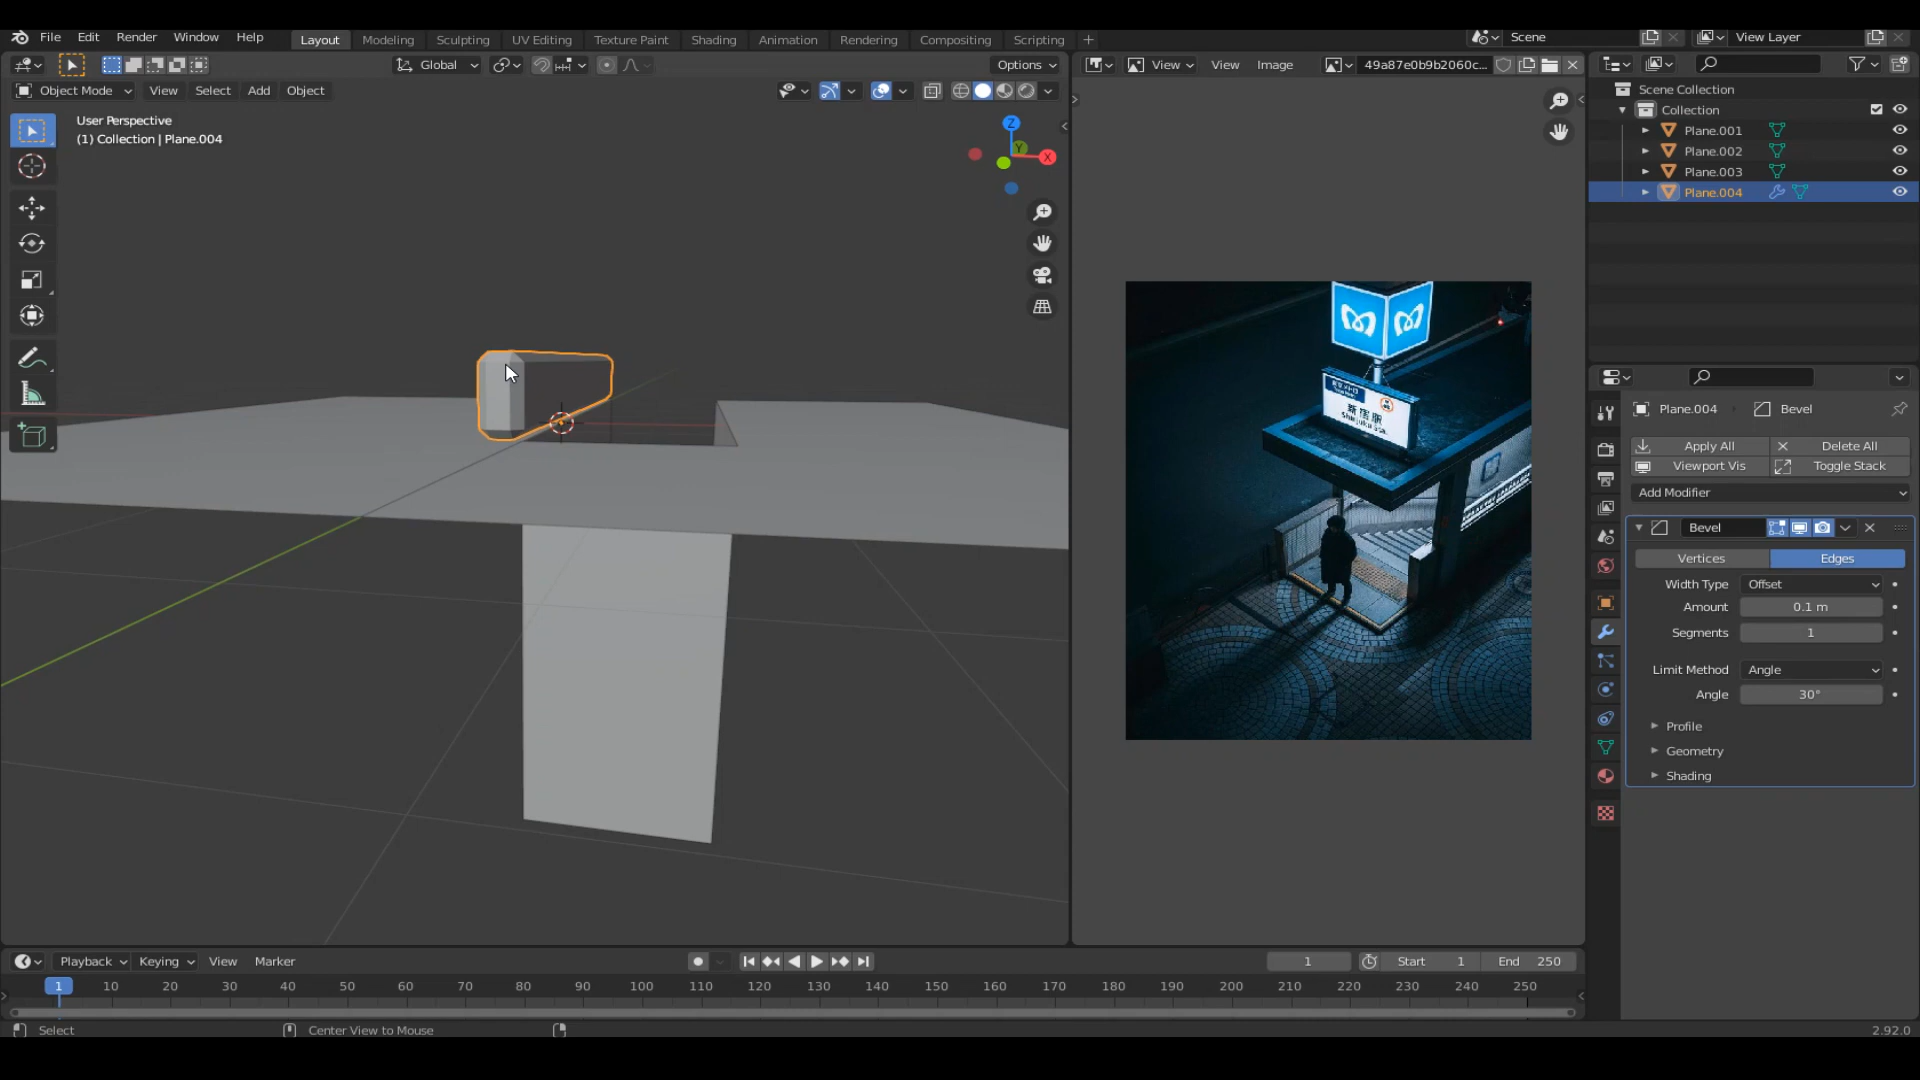 File Edit Render Window Help
Layout Modeling Sculpting UV Editing Texture Paint Shading Animation Rendering Compositing Scripting +
Scene View Layer
Global Options
View View Image 49a87e0b9b2060c...
Object Mode View Select Add Object
User Perspective
(1) Collection | Plane.004
Z
Y
X
Scene Collection
Collection
Plane.001
Plane.002
Plane.003
Plane.004
新宿駅
Shinjuku Sta.
Plane.004 Bevel
Apply All Delete All
Viewport Vis Toggle Stack
Add Modifier
Bevel
Vertices Edges
Width Type Offset
Amount 0.1 m
Segments 1
Limit Method Angle
Angle 30°
Profile
Geometry
Shading
Playback Keying View Marker 1 Start 1 End 250
1 10 20 30 40 50 60 70 80 90 100 110 120 130 140 150 160 170 180 190 200 210 220 230 240 250
Select Center View to Mouse 2.92.0